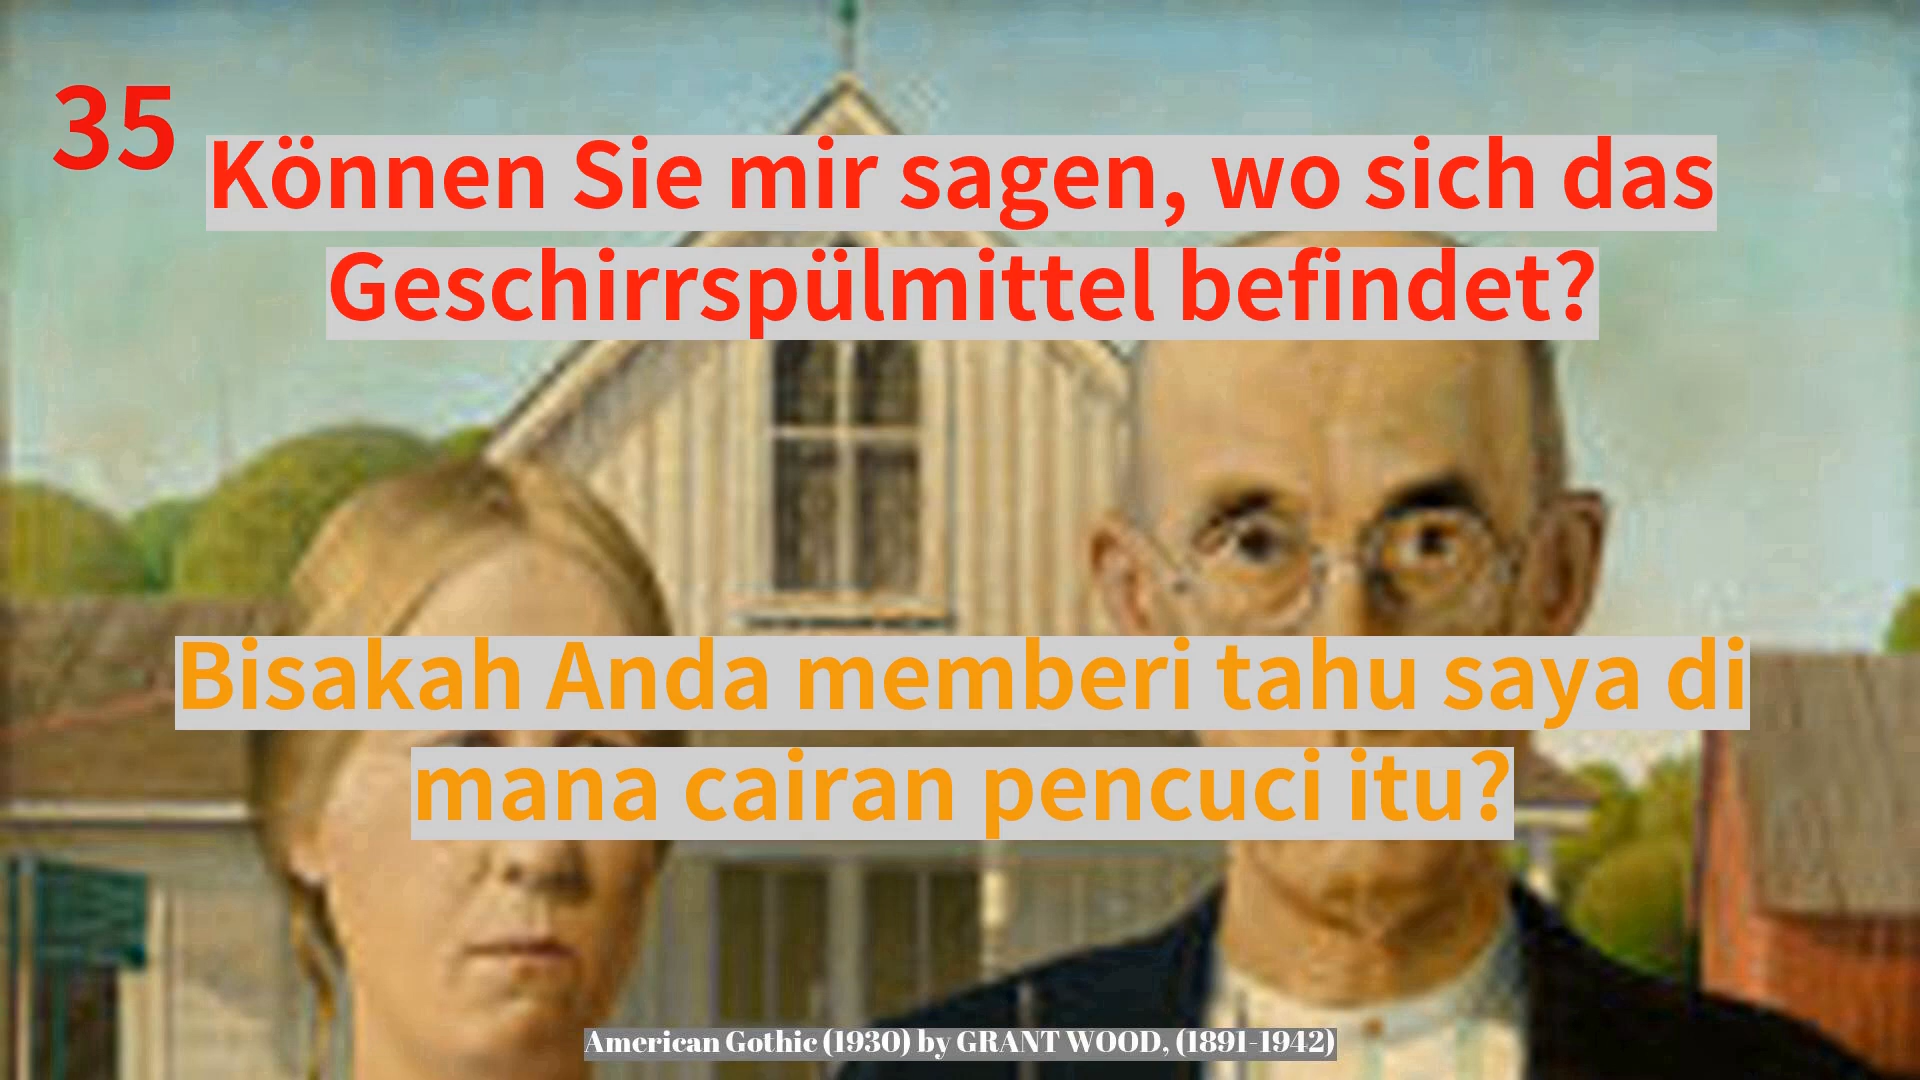 35
Können Sie mir sagen, wo sich das
Geschirrspülmittel befindet?
Bisakah Anda memberi tahu saya di
mana cairan pencuci itu?
American Gothic (1930) by GRANT WOOD, (1891-1942)